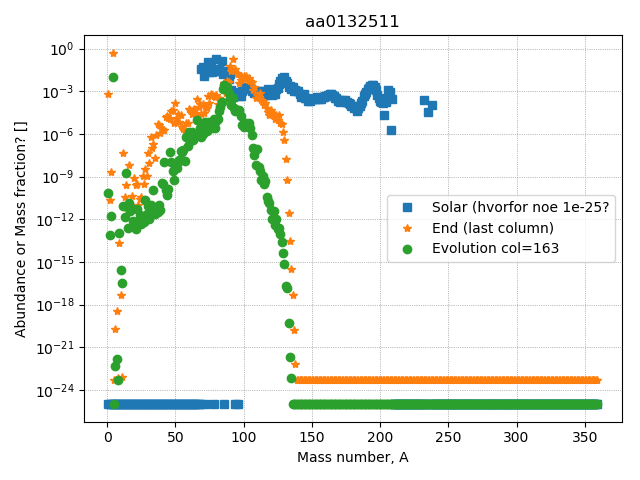 aa0132511
Abundance or Mass fraction? []
10⁰
10⁻³
10⁻⁶
10⁻⁹
10⁻¹²
10⁻¹⁵
10⁻¹⁸
10⁻²¹
10⁻²⁴
Solar (hvorfor noe 1e-25?
End (last column)
Evolution col=163
0 50 100 150 200 250 300 350
Mass number, A